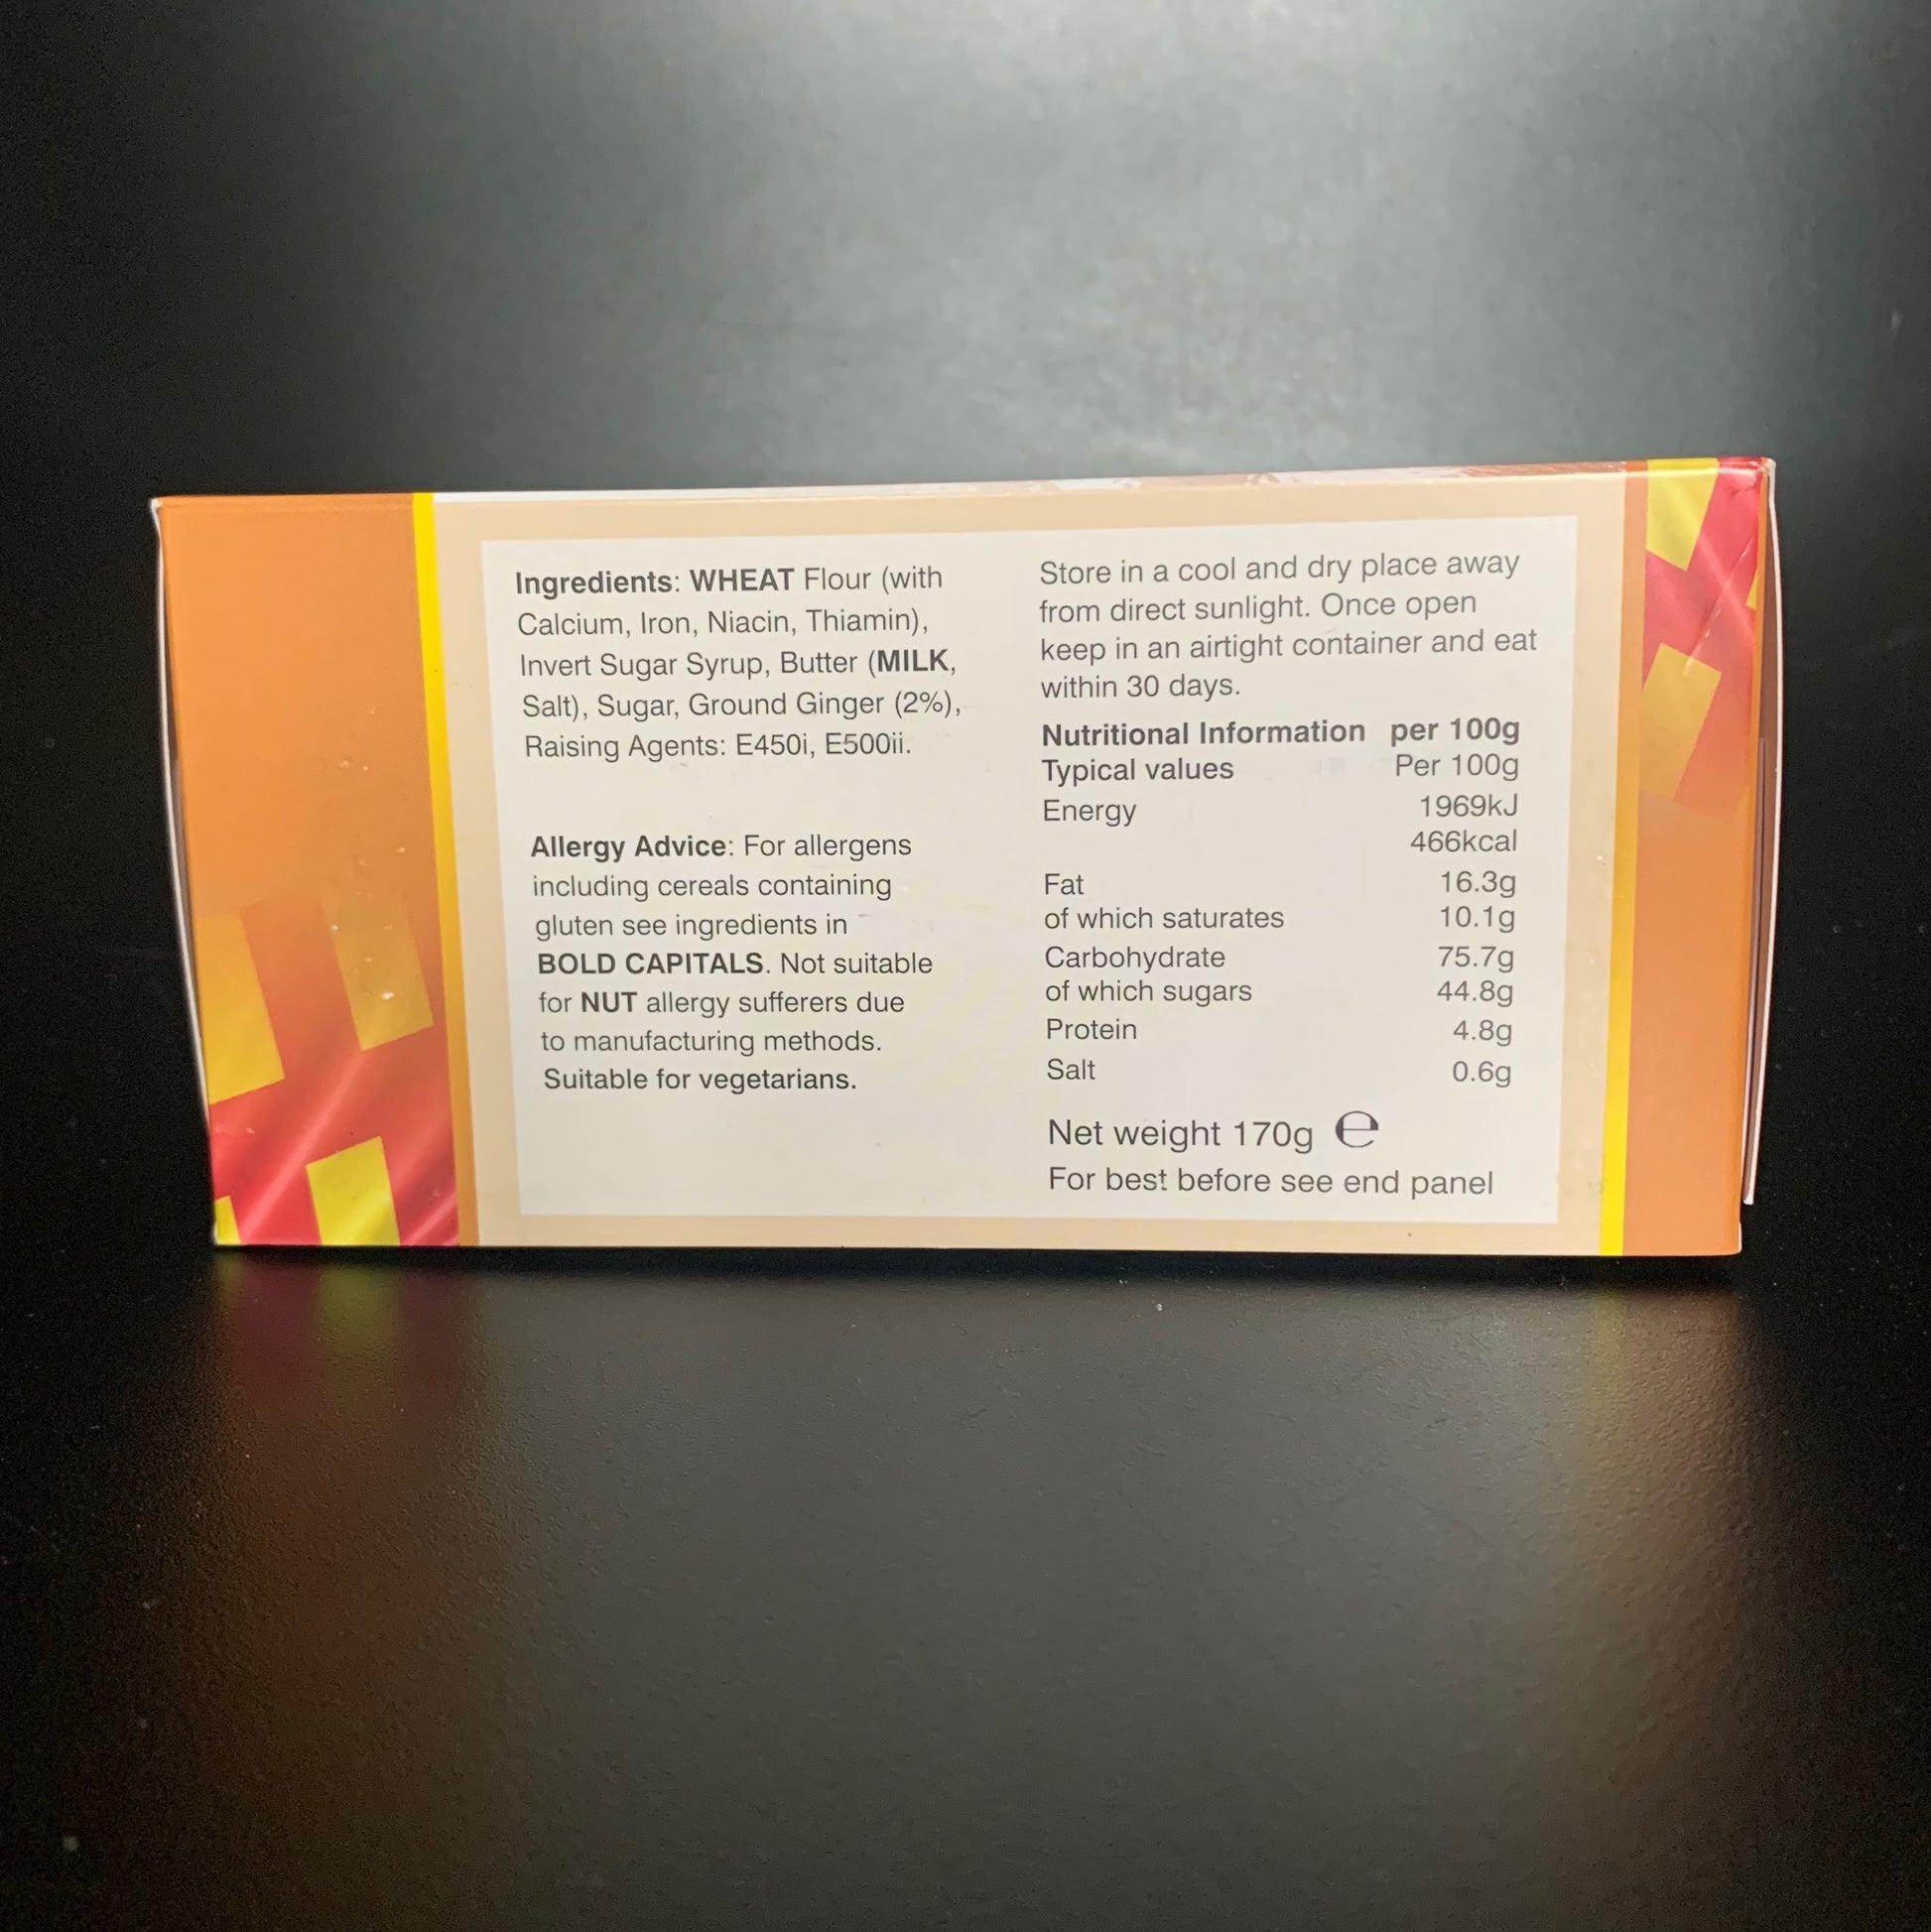 Ingredients: WHEAT Flour (with
Calcium, Iron, Niacin, Thiamin),
Invert Sugar Syrup, Butter (MILK,
Salt), Sugar, Ground Ginger (2%),
Raising Agents: E450i, E500ii.
Allergy Advice: For allergens
including cereals containing
gluten see ingredients in
BOLD CAPITALS. Not suitable
for NUT allergy sufferers due
to manufacturing methods.
Suitable for vegetarians.
Store in a cool and dry place away
from direct sunlight. Once open
keep in an airtight container and eat
within 30 days.
Nutritional Information per 100g
Typical values Per 100g
Energy 1969kJ
466kcal
Fat 16.3g
of which saturates 10.1g
Carbohydrate 75.7g
of which sugars 44.8g
Protein 4.8g
Salt 0.6g
Net weight 170g ℮
For best before see end panel